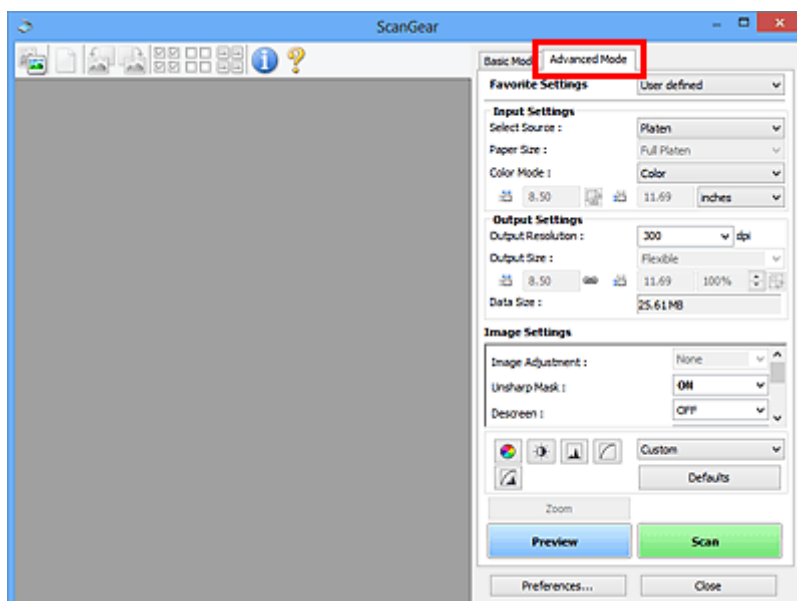 ScanGear
Basic Mod Advanced Mode
Favorite Settings User defined
Input Settings
Select Source : Platen
Paper Size : Full Platen
Color Mode : Color
8.50 11.69 inches
Output Settings
Output Resolution : 300 dpi
Output Size : Flexible
8.50 11.69 100%
Data Size : 25.61MB
Image Settings
Image Adjustment : None
Unsharp Mask : ON
Descreen : OFF
Custom
Defaults
Zoom
Preview Scan
Preferences... Close